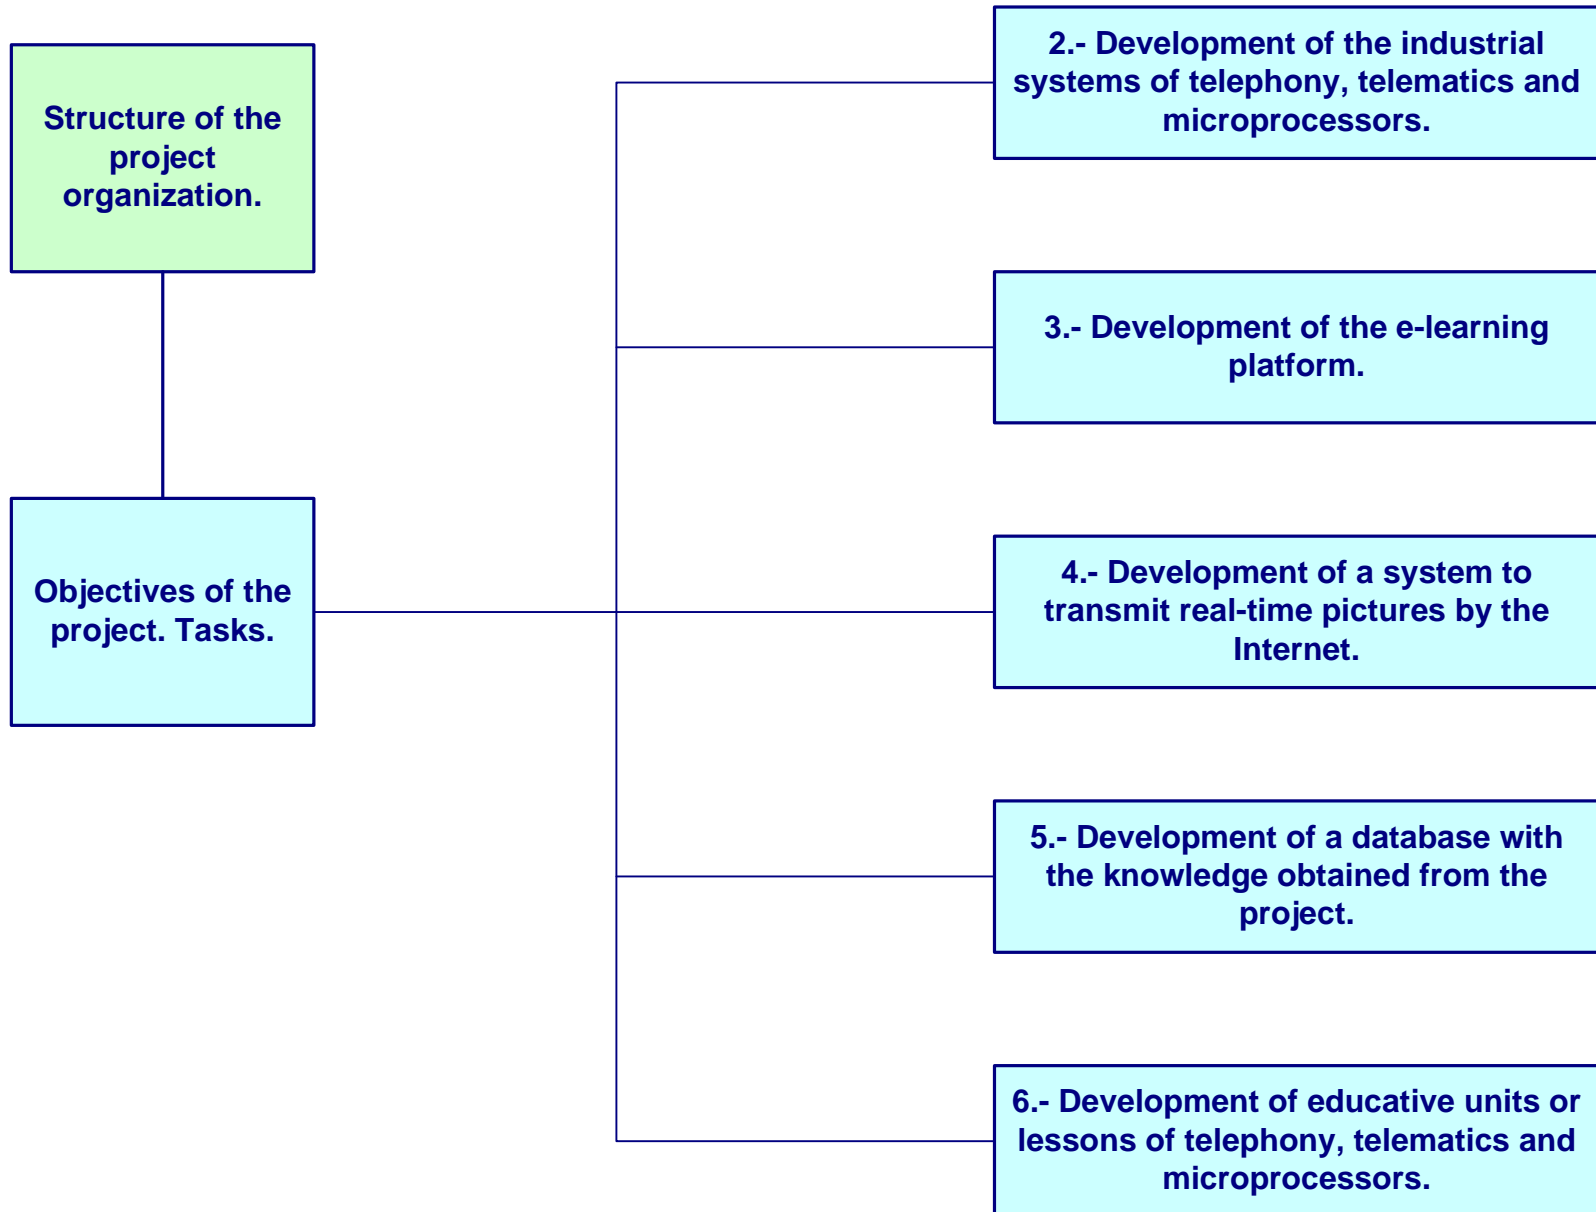 Structure of the
project
organization.
Objectives of the
project. Tasks.
2.- Development of the industrial
systems of telephony, telematics and
microprocessors.
3.- Development of the e-learning
platform.
4.- Development of a system to
transmit real-time pictures by the
Internet.
5.- Development of a database with
the knowledge obtained from the
project.
6.- Development of educative units or
lessons of telephony, telematics and
microprocessors.